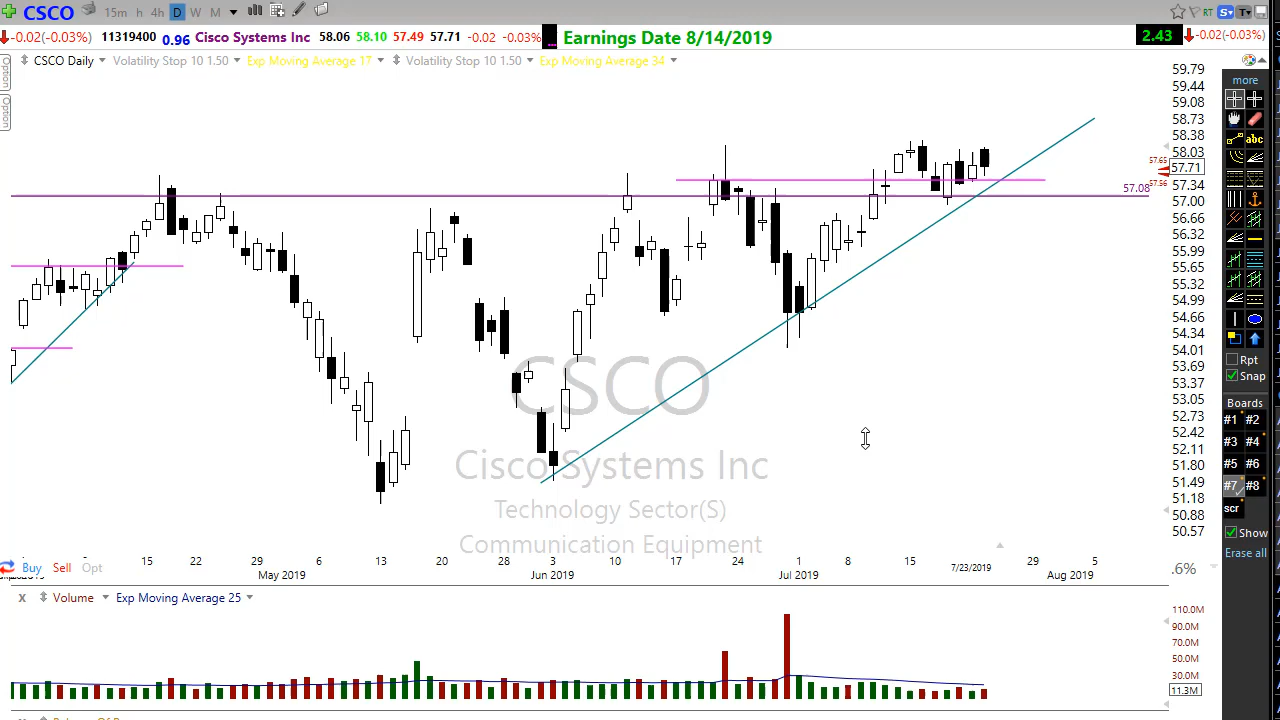 CSCO 15m h 4h D W M RT S T
-0.02(-0.03%) 11319400 0.96 Cisco Systems Inc 58.06 58.10 57.49 57.71 -0.02 -0.03% Earnings Date 8/14/2019 2.43 -0.02(-0.03%)
CSCO Daily Volatility Stop 10 1.50 Exp Moving Average 17 Volatility Stop 10 1.50 Exp Moving Average 34
Option
Option
59.79
59.44
59.08
58.73
58.38
58.03
57.65
57.71
57.56
57.34
57.08
57.00
56.66
56.32
55.99
55.65
55.32
54.99
54.66
54.34
54.01
53.69
53.37
53.05
52.73
52.42
52.11
51.80
51.49
51.18
50.88
50.57
more
abc
Rpt
Snap
Boards
#1 #2
#3 #4
#5 #6
#7 #8
scr
Show
Erase all
CSCO
Cisco Systems Inc
Technology Sector(S)
Communication Equipment
15 22 29 6 13 20 28 3 10 17 24 1 8 15 7/23/2019 29 5
May 2019 Jun 2019 Jul 2019 Aug 2019
Buy Sell Opt
.6%
X Volume Exp Moving Average 25
110.0M
90.0M
70.0M
50.0M
30.0M
11.3M